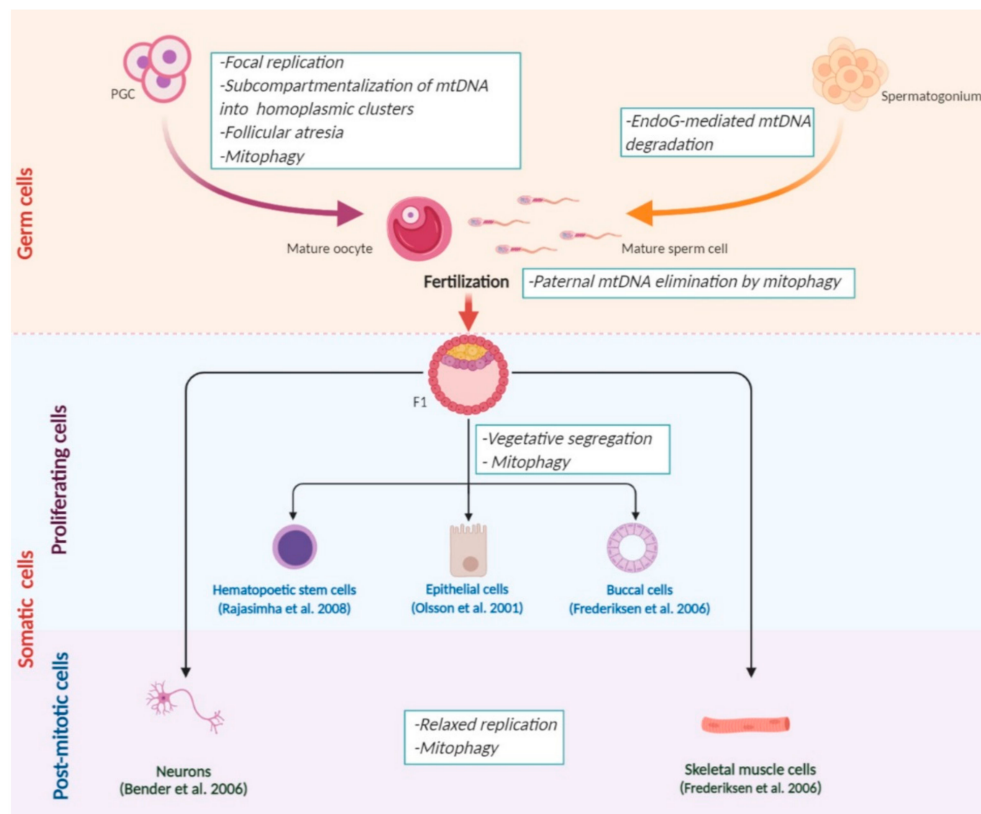 PGC
-Focal replication
-Subcompartmentalization of mtDNA
into homoplasmic clusters
-Follicular atresia
-Mitophagy
Spermatogonium
-EndoG-mediated mtDNA
degradation
Germ cells
Mature oocyte
Mature sperm cell
Fertilization
-Paternal mtDNA elimination by mitophagy
F1
Somatic cells
Proliferating cells
-Vegetative segregation
- Mitophagy
Hematopoetic stem cells
(Rajasimha et al. 2008)
Epithelial cells
(Olsson et al. 2001)
Buccal cells
(Frederiksen et al. 2006)
Post-mitotic cells
-Relaxed replication
-Mitophagy
Neurons
(Bender et al. 2006)
Skeletal muscle cells
(Frederiksen et al. 2006)